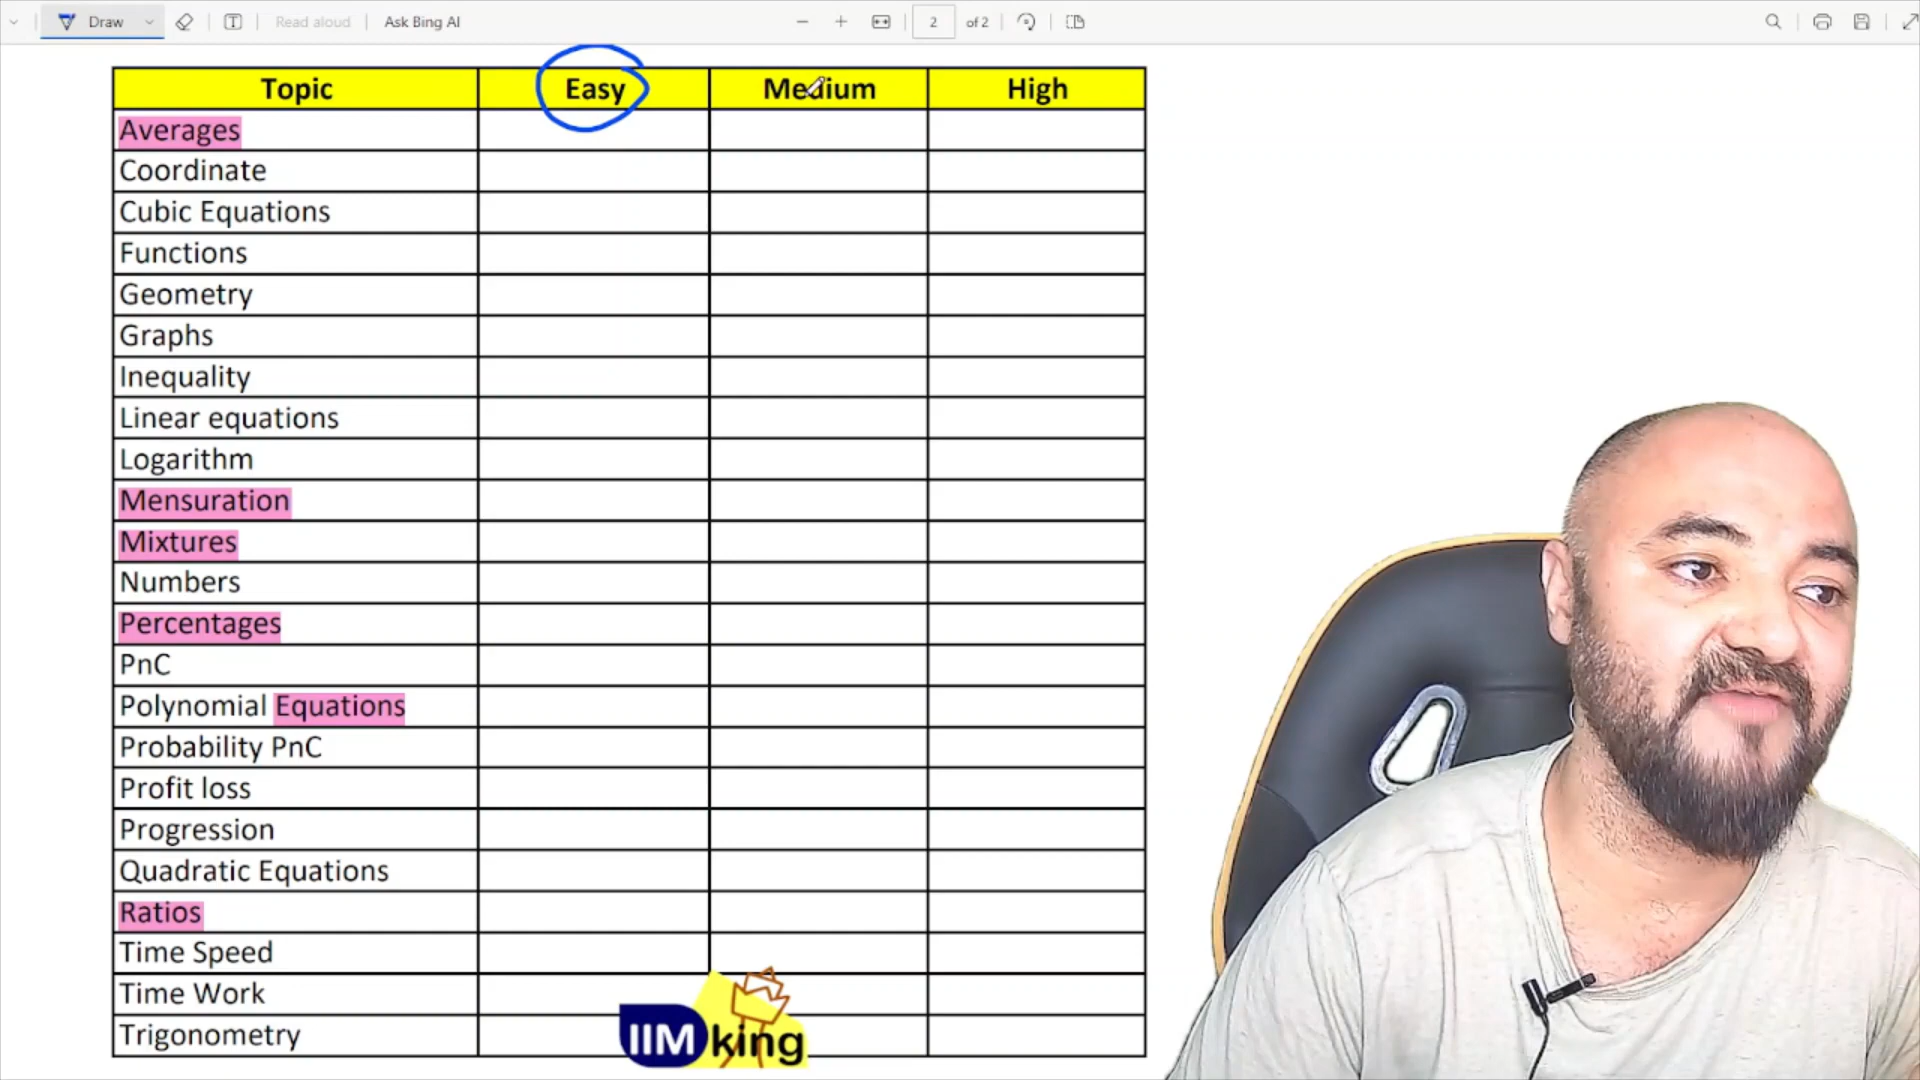 Draw Read aloud Ask Bing AI 2 of 2
Topic Easy Medium High
Averages
Coordinate
Cubic Equations
Functions
Geometry
Graphs
Inequality
Linear equations
Logarithm
Mensuration
Mixtures
Numbers
Percentages
PnC
Polynomial Equations
Probability PnC
Profit loss
Progression
Quadratic Equations
Ratios
Time Speed
Time Work
Trigonometry
IIM king